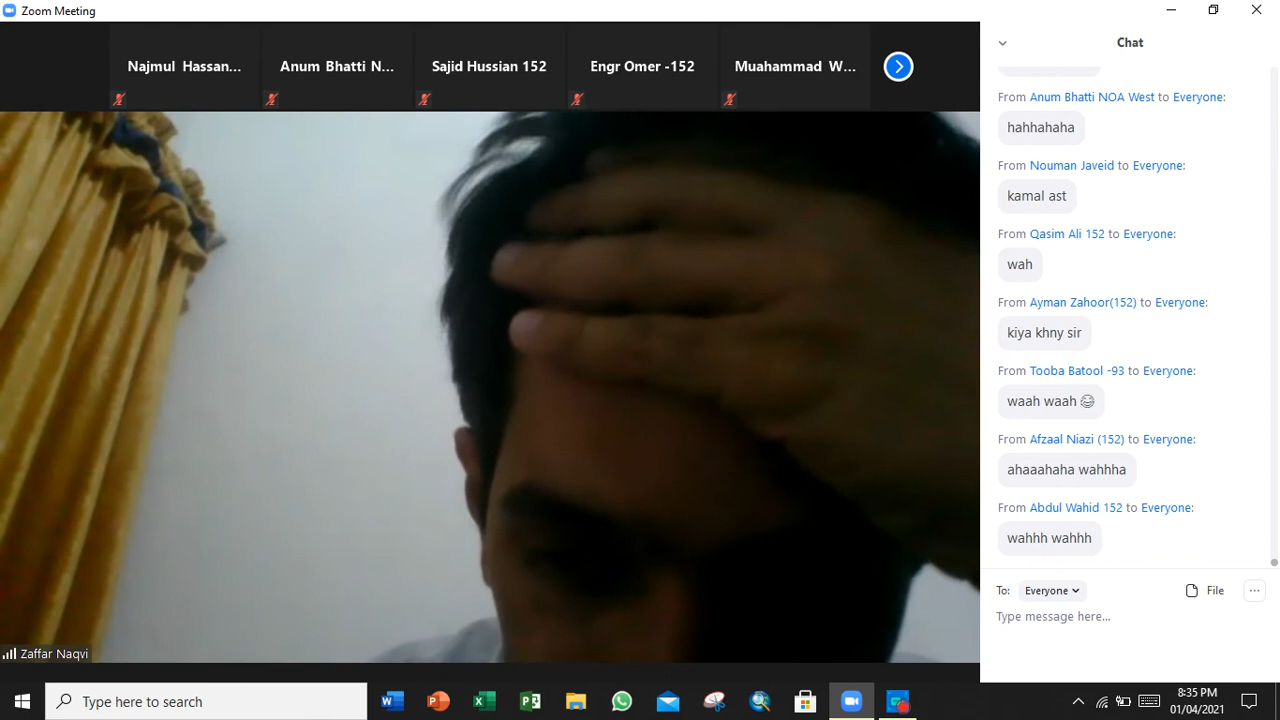 Zoom Meeting
Najmul Hassan...
Anum Bhatti N...
Sajid Hussian 152
Engr Omer -152
Muahammad W...
Chat
From Anum Bhatti NOA West to Everyone:
hahhahaha
From Nouman Javeid to Everyone:
kamal ast
From Qasim Ali 152 to Everyone:
wah
From Ayman Zahoor(152) to Everyone:
kiya khny sir
From Tooba Batool -93 to Everyone:
waah waah 😂
From Afzaal Niazi (152) to Everyone:
ahaaahaha wahhha
From Abdul Wahid 152 to Everyone:
wahhh wahhh
To: Everyone
File
Type message here...
Zaffar Naqvi
Type here to search
8:35 PM
01/04/2021